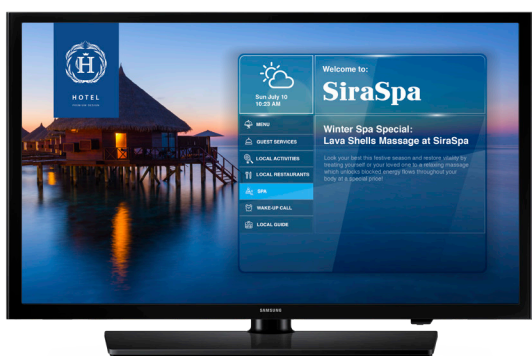 HOTEL
PREMIUM DESIGN
Sun July 10
10:23 AM
MENU
GUEST SERVICES
LOCAL ACTIVITIES
LOCAL RESTAURANTS
SPA
WAKE-UP CALL
LOCAL GUIDE
Welcome to:
SiraSpa
Winter Spa Special:
Lava Shells Massage at SiraSpa
Look your best this festive season and restore vitality by
treating yourself or your loved one to a relaxing massage
which unlocks blocked energy flows throughout your
body at a special price!
SAMSUNG